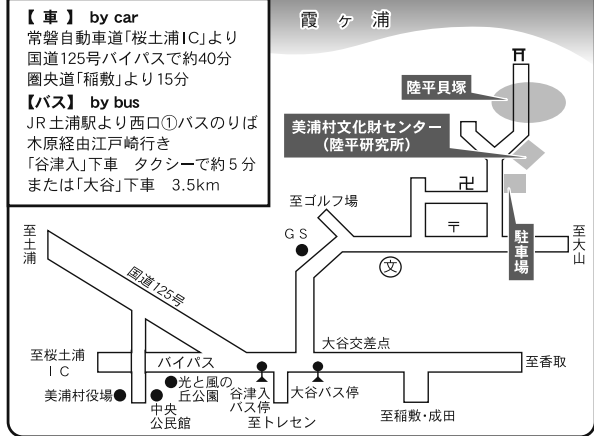 【 車 】 by car
常磐自動車道「桜土浦IC」より
国道125号バイパスで約40分
圏央道「稲敷」より15分
【バス】 by bus
JR土浦駅より西口①バスのりば
木原経由江戸崎行き
「谷津入」下車 タクシーで約5分
または「大谷」下車 3.5km
霞ヶ浦
陸平貝塚
美浦村文化財センター
(陸平研究所)
卍
至ゴルフ場
〒
GS
至土浦
駐車場
至大山
文
国道125号
大谷交差点
至桜土浦
IC
バイパス
至香取
光と風の
丘公園
美浦村役場
中央
公民館
谷津入
バス停
大谷バス停
至トレセン
至稲敷・成田